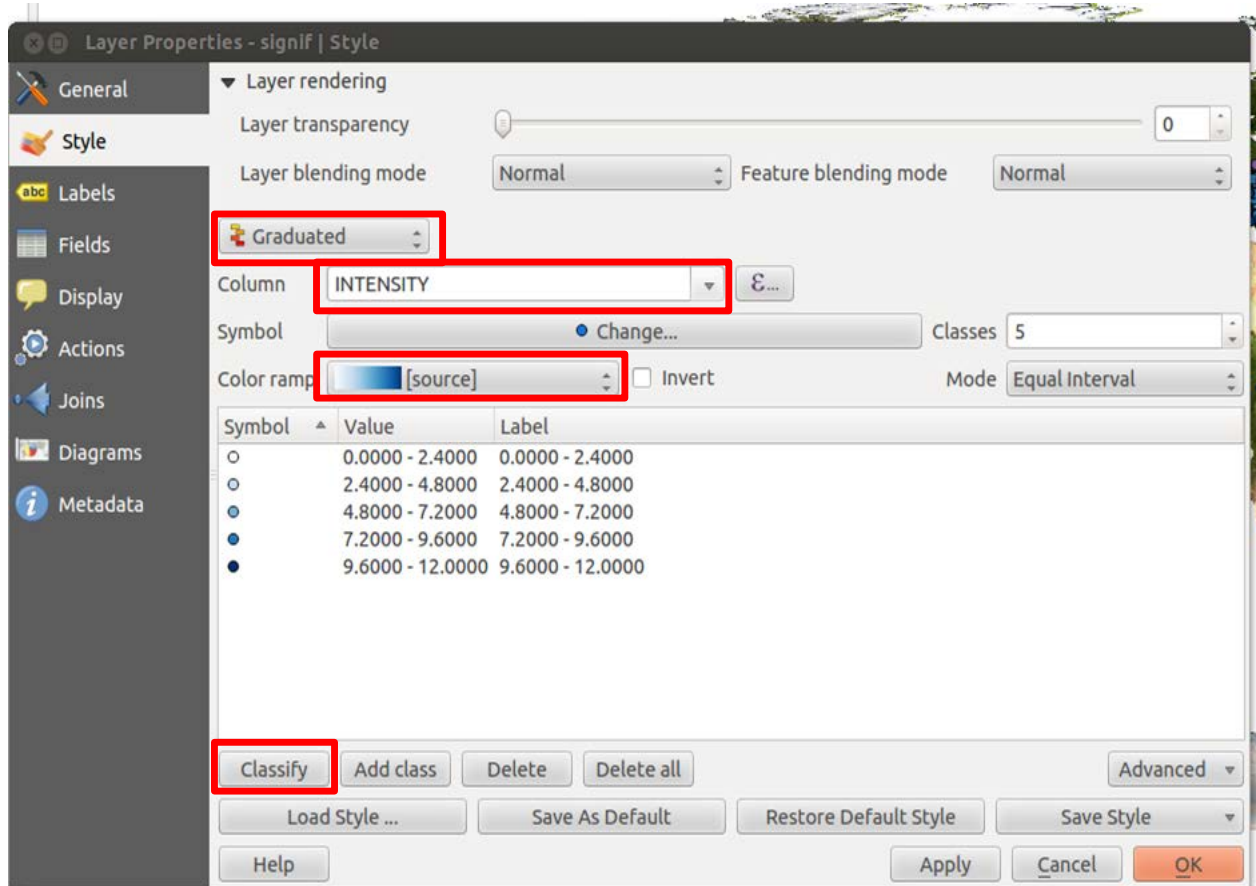 Layer Properties - signif | Style
General
Style
abc Labels
Fields
Display
Actions
Joins
Diagrams
i Metadata
Layer rendering
Layer transparency 0
Layer blending mode Normal Feature blending mode Normal
Graduated
Column INTENSITY ε...
Symbol Change... Classes 5
Color ramp [source] Invert Mode Equal Interval
Symbol Value Label
0.0000 - 2.4000 0.0000 - 2.4000
2.4000 - 4.8000 2.4000 - 4.8000
4.8000 - 7.2000 4.8000 - 7.2000
7.2000 - 9.6000 7.2000 - 9.6000
9.6000 - 12.0000 9.6000 - 12.0000
Classify Add class Delete Delete all Advanced
Load Style ... Save As Default Restore Default Style Save Style
Help Apply Cancel OK